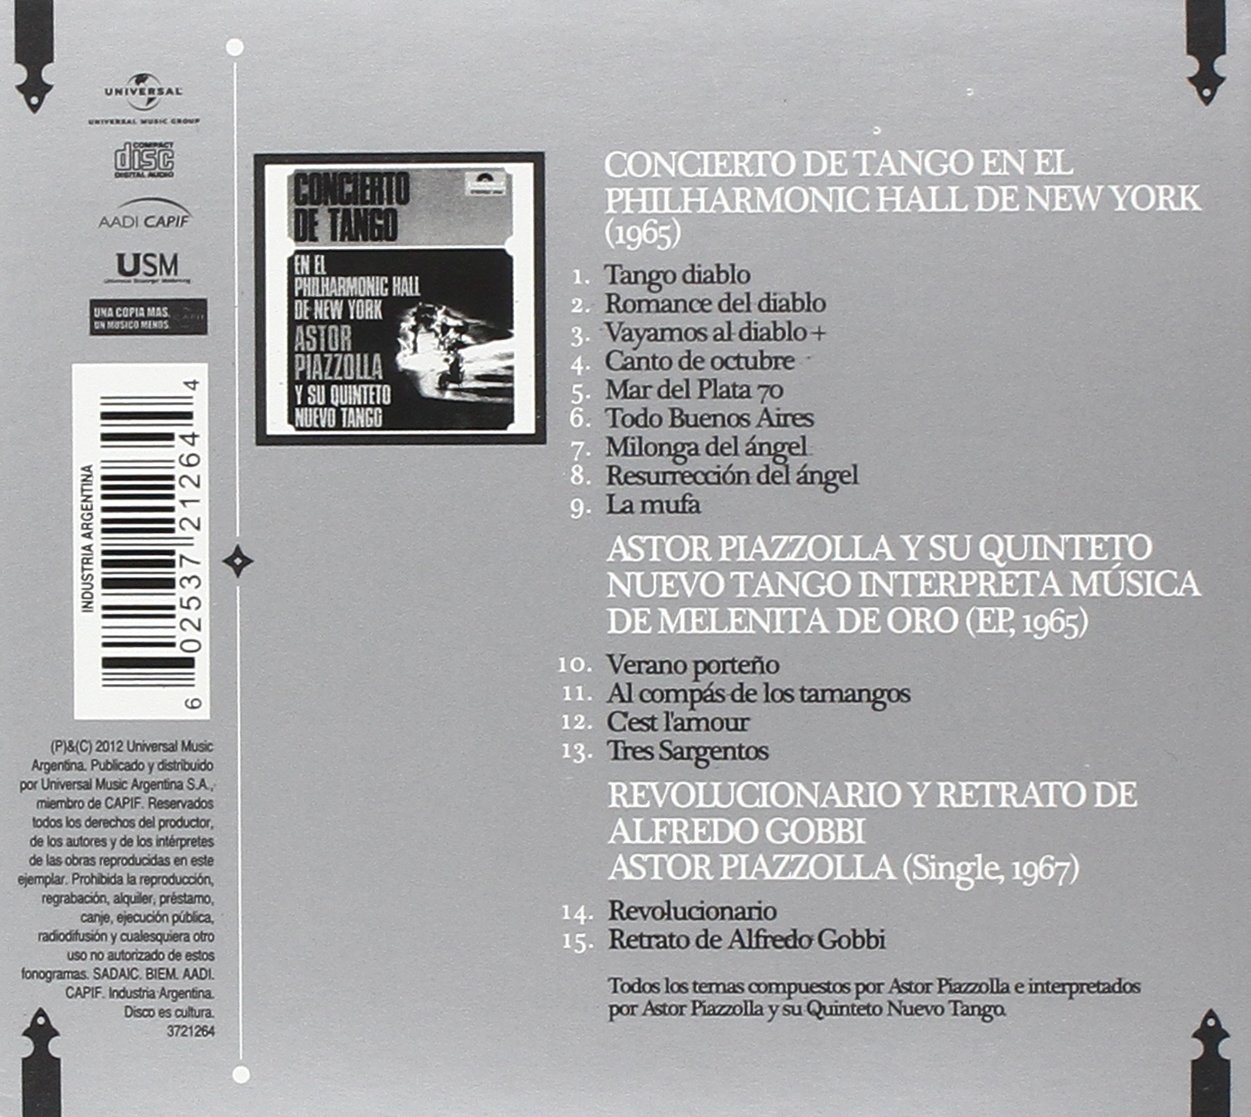 UNIVERSAL
UNIVERSAL MUSIC GROUP
COMPACT
disc
DIGITAL AUDIO
AADI CAPIF
USM
UNA COPIA MAS.
UN MUSICO MENOS.
INDUSTRIA ARGENTINA
6 02537 21264 4
(P)&(C) 2012 Universal Music
Argentina. Publicado y distribuido
por Universal Music Argentina S.A.,
miembro de CAPIF. Reservados
todos los derechos del productor,
de los autores y de los intérpretes
de las obras reproducidas en este
ejemplar. Prohibida la reproducción,
regrabación, alquiler, préstamo,
canje, ejecución pública,
radiodifusión y cualesquiera otro
uso no autorizado de estos
fonogramas. SADAIC. BIEM. AADI.
CAPIF. Industria Argentina.
Disco es cultura.
3721264
CONCIERTO
DE TANGO
EN EL
PHILHARMONIC HALL
DE NEW YORK
ASTOR
PIAZZOLLA
Y SU QUINTETO
NUEVO TANGO
CONCIERTO DE TANGO EN EL
PHILHARMONIC HALL DE NEW YORK
(1965)
1. Tango diablo
2. Romance del diablo
3. Vayamos al diablo+
4. Canto de octubre
5. Mar del Plata 70
6. Todo Buenos Aires
7. Milonga del ángel
8. Resurrección del ángel
9. La mufa
ASTOR PIAZZOLLA Y SU QUINTETO
NUEVO TANGO INTERPRETA MÚSICA
DE MELENITA DE ORO (EP, 1965)
10. Verano porteño
11. Al compás de los tamangos
12. C'est l'amour
13. Tres Sargentos
REVOLUCIONARIO Y RETRATO DE
ALFREDO GOBBI
ASTOR PIAZZOLLA (Single, 1967)
14. Revolucionario
15. Retrato de Alfredo Gobbi
Todos los temas compuestos por Astor Piazzolla e interpretados
por Astor Piazzolla y su Quinteto Nuevo Tango.